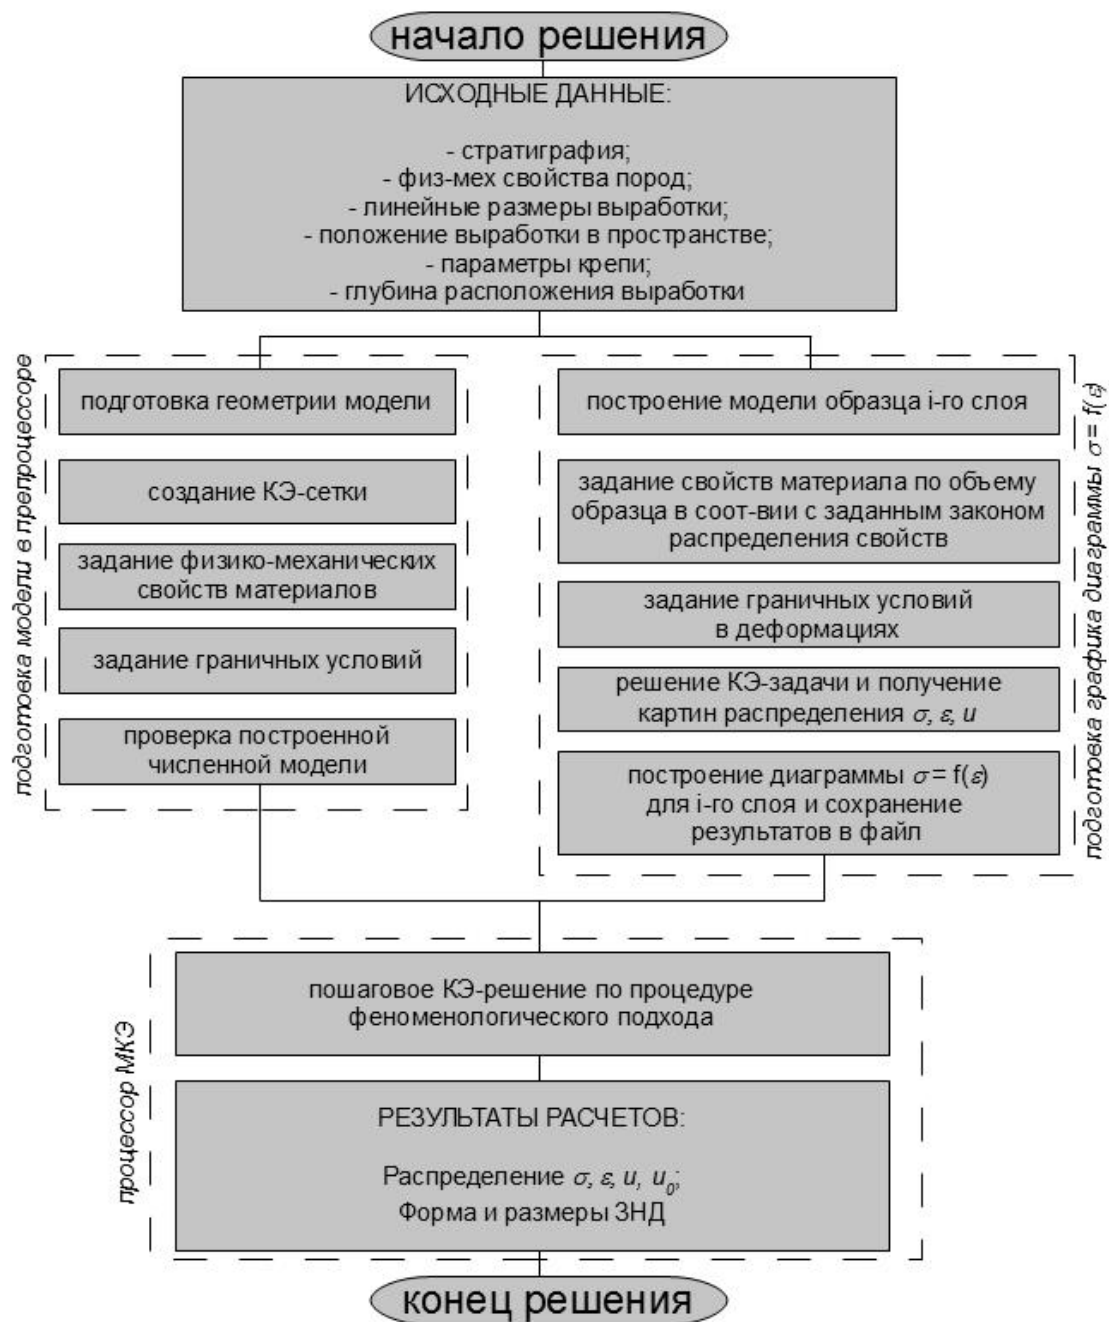 начало решения
ИСХОДНЫЕ ДАННЫЕ:
- стратиграфия;
- физ-мех свойства пород;
- линейные размеры выработки;
- положение выработки в пространстве;
- параметры крепи;
- глубина расположения выработки
подготовка модели в препроцессоре
подготовка геометрии модели
создание КЭ-сетки
задание физико-механических
свойств материалов
задание граничных условий
проверка построенной
численной модели
построение модели образца i-го слоя
задание свойств материала по объему
образца в соот-вии с заданным законом
распределения свойств
задание граничных условий
в деформациях
решение КЭ-задачи и получение
картин распределения σ, ε, u
построение диаграммы σ = f(ε)
для i-го слоя и сохранение
результатов в файл
подготовка графика диаграммы σ = f(ε)
процессор МКЭ
пошаговое КЭ-решение по процедуре
феноменологического подхода
РЕЗУЛЬТАТЫ РАСЧЕТОВ:
Распределение σ, ε, u, u₀;
Форма и размеры ЗНД
конец решения